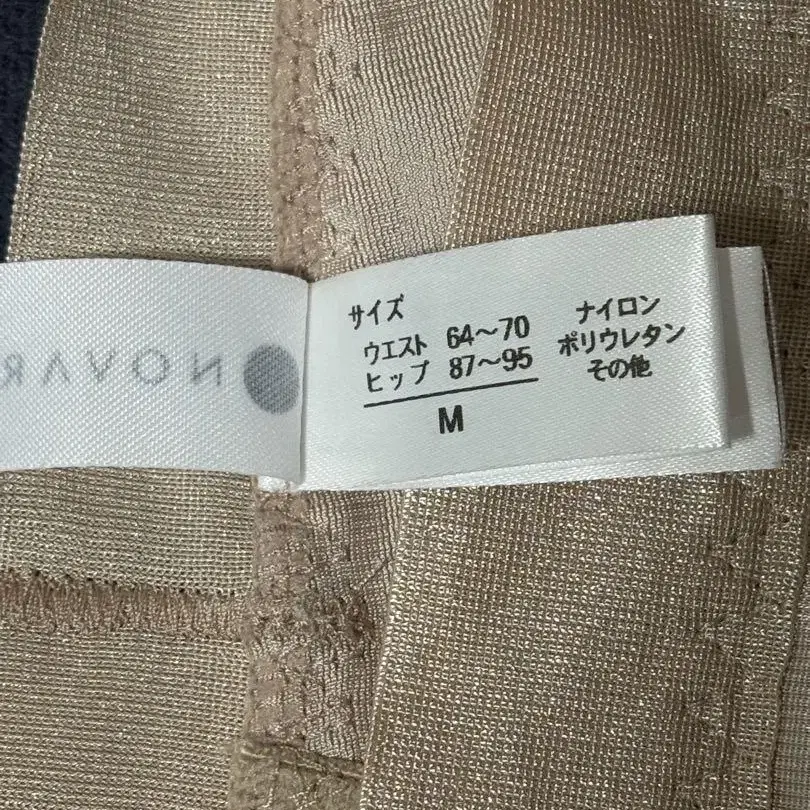 サイズ
ウエスト 64～70
ヒップ 87～95
M
ナイロン
ポリウレタン
その他
NOVAR